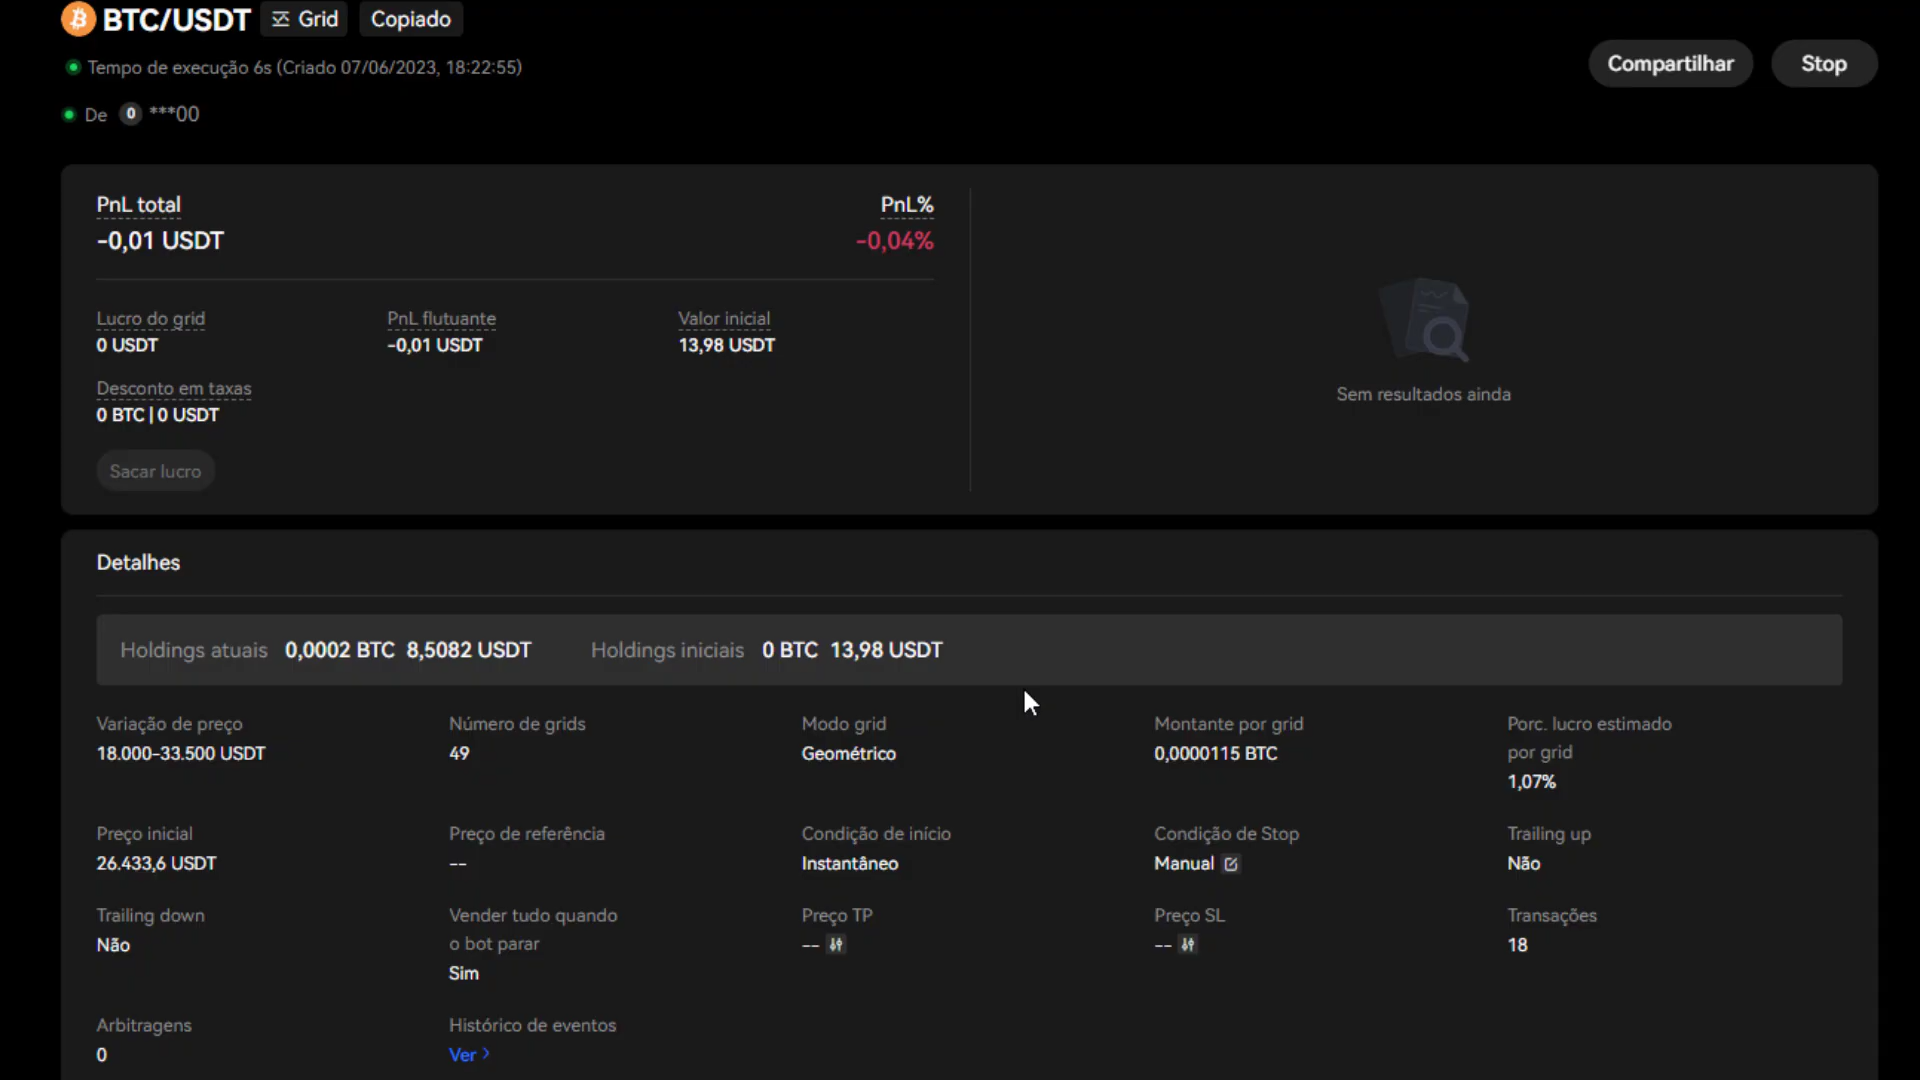 BTC/USDT Grid Copiado
Tempo de execução 6s (Criado 07/06/2023, 18:22:55)
Compartilhar Stop
De 0 ***00
PnL total PnL%
-0,01 USDT -0,04%
Lucro do grid PnL flutuante Valor inicial
0 USDT -0,01 USDT 13,98 USDT
Desconto em taxas
0 BTC | 0 USDT
Sem resultados ainda
Sacar lucro
Detalhes
Holdings atuais 0,0002 BTC 8,5082 USDT Holdings iniciais 0 BTC 13,98 USDT
Variação de preço Número de grids Modo grid Montante por grid Porc. lucro estimado
por grid
18.000-33.500 USDT 49 Geométrico 0,0000115 BTC
1,07%
Preço inicial Preço de referência Condição de início Condição de Stop Trailing up
26.433,6 USDT -- Instantâneo Manual Não
Trailing down Vender tudo quando Preço TP Preço SL Transações
o bot parar
Não -- -- 18
Sim
Arbitragens Histórico de eventos
0 Ver >